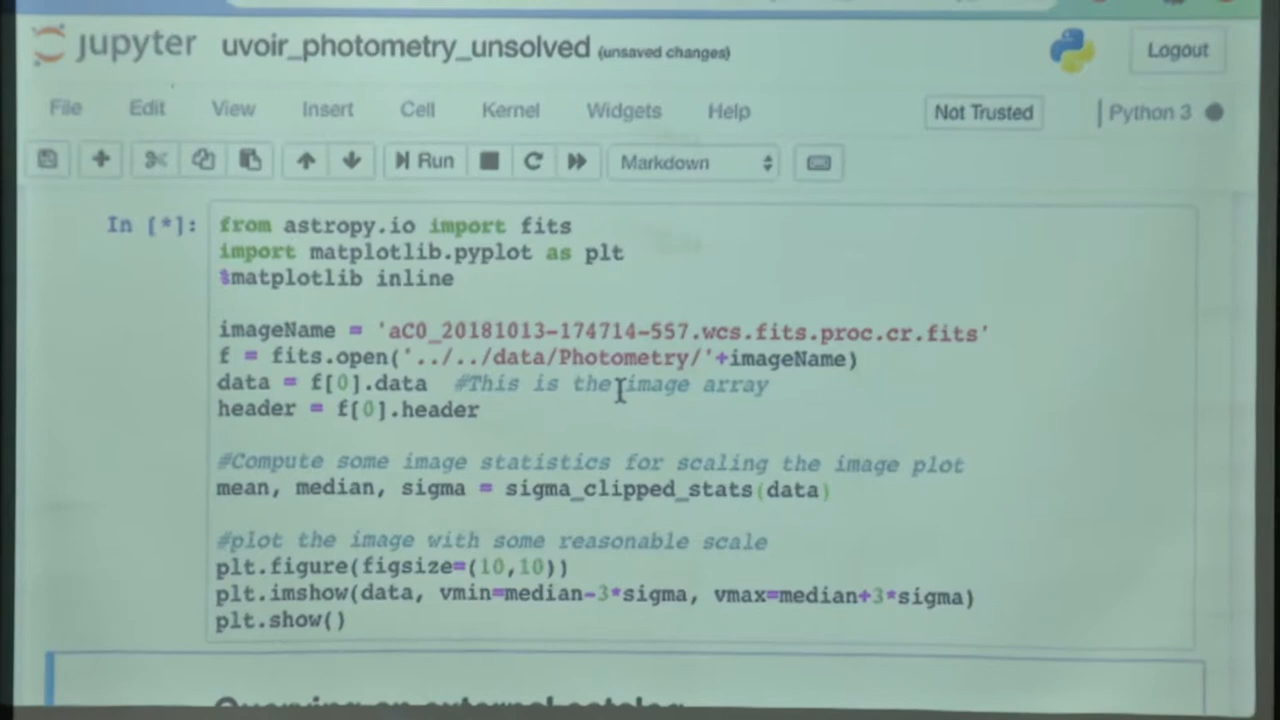 jupyter uvoir_photometry_unsolved (unsaved changes) Logout
File Edit View Insert Cell Kernel Widgets Help Not Trusted Python 3
Run Markdown
In [*]: from astropy.io import fits
import matplotlib.pyplot as plt
%matplotlib inline
imageName = 'aC0_20181013-174714-557.wcs.fits.proc.cr.fits'
f = fits.open('../../data/Photometry/'+imageName)
data = f[0].data #This is the image array
header = f[0].header
#Compute some image statistics for scaling the image plot
mean, median, sigma = sigma_clipped_stats(data)
#plot the image with some reasonable scale
plt.figure(figsize=(10,10))
plt.imshow(data, vmin=median-3*sigma, vmax=median+3*sigma)
plt.show()